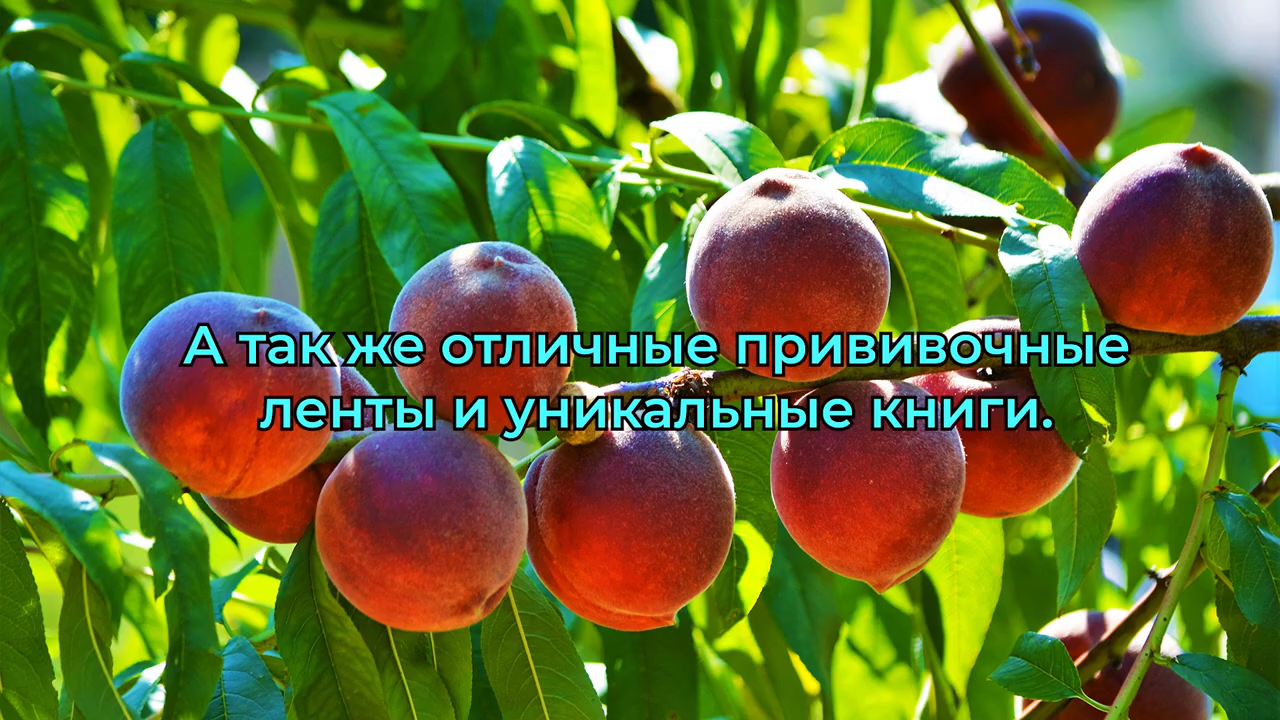 А так же отличные прививочные
ленты и уникальные книги.